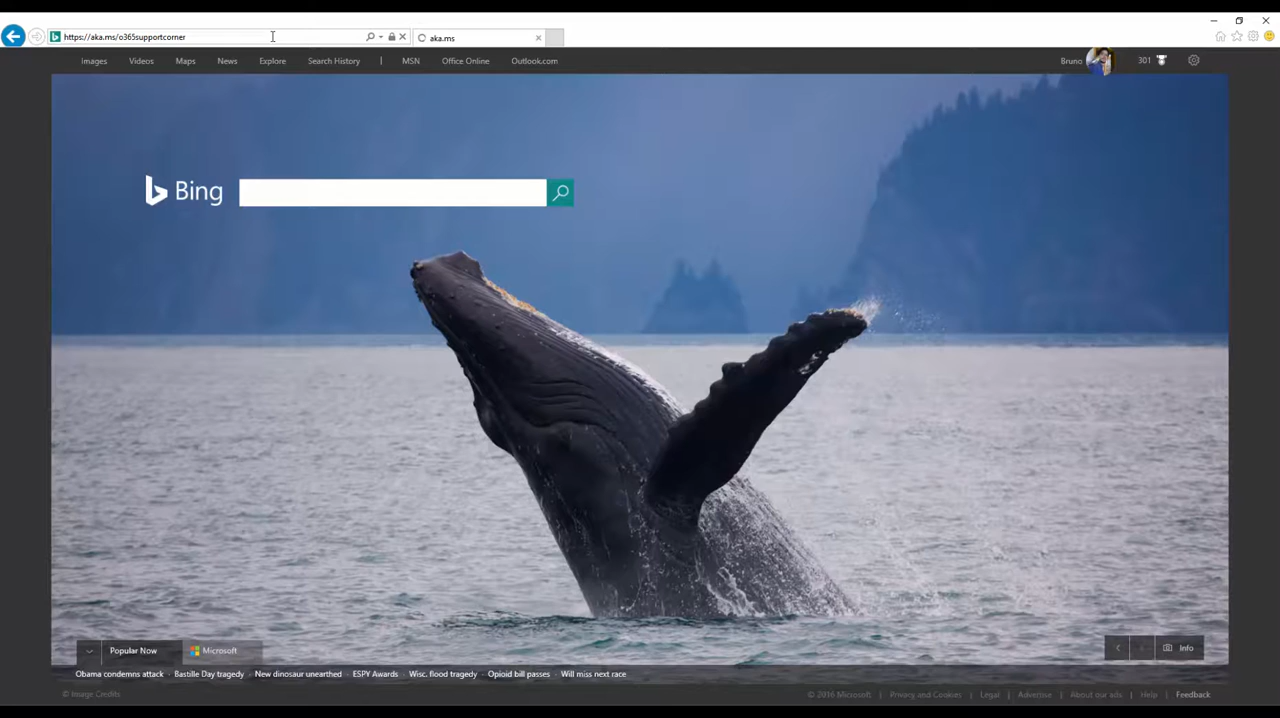 https://aka.ms/o365supportcorner
aka.ms
Images Videos Maps News Explore Search History | MSN Office Online Outlook.com
Bruno 301
Bing
Popular Now Microsoft
Info
Obama condemns attack · Bastille Day tragedy · New dinosaur unearthed · ESPY Awards · Wisc. flood tragedy · Opioid bill passes · Will miss next race
© Image Credits
© 2016 Microsoft | Privacy and Cookies | Legal | Advertise | About our ads | Help | Feedback